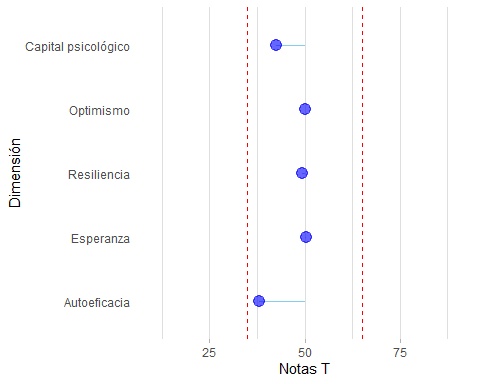 Capital psicológico
Optimismo
Resiliencia
Esperanza
Autoeficacia
Dimensión
25 50 75
Notas T